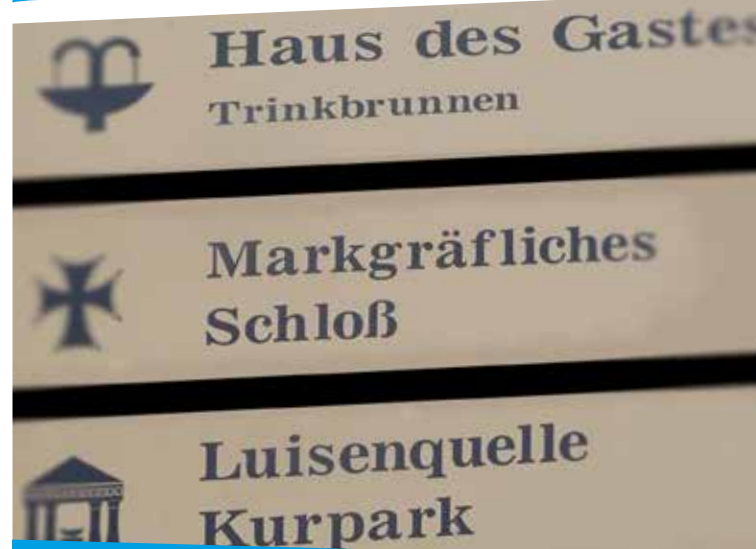 Haus des Gastes
Trinkbrunnen
Markgräfliches
Schloß
Luisenquelle
Kurpark